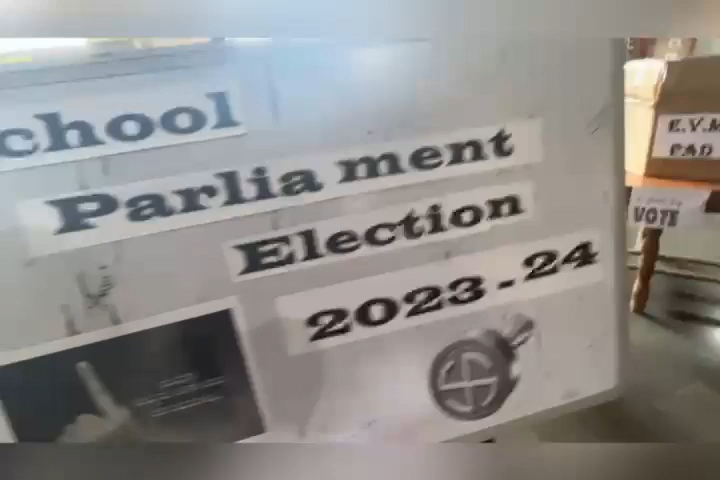 chool
Parlia ment
Election
2023-24
E.V.M
PAD
VOTE